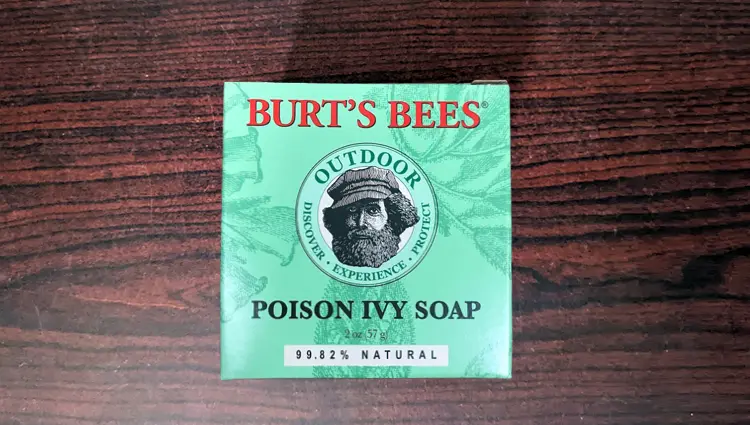 BURT'S BEES®
OUTDOOR
DISCOVER • EXPERIENCE • PROTECT
POISON IVY SOAP
2 oz 57 g
99.82% NATURAL